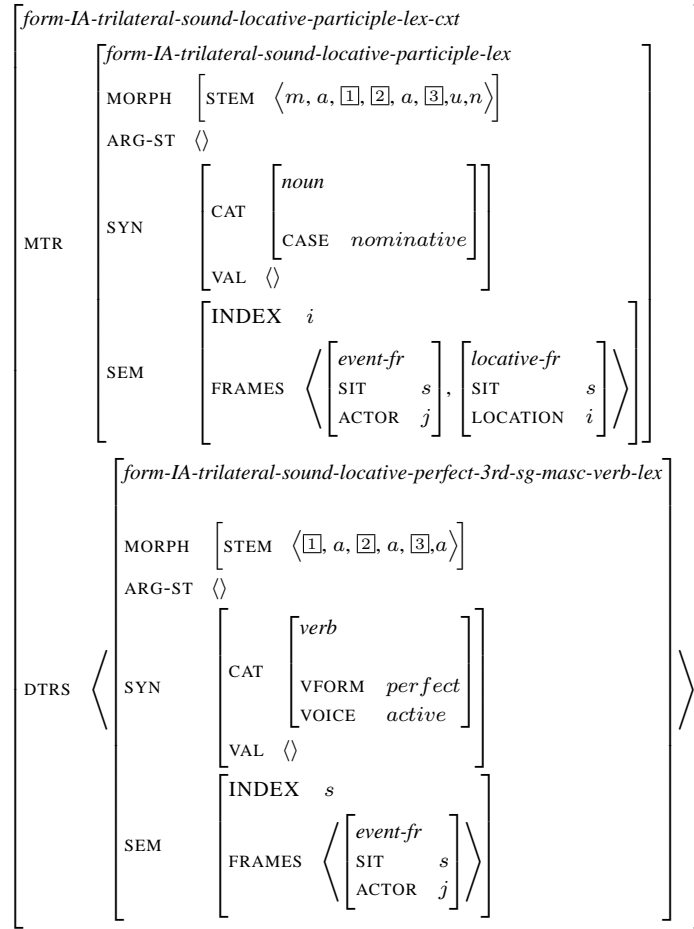 form-IA-trilateral-sound-locative-participle-lex-cxt
form-IA-trilateral-sound-locative-participle-lex
MORPH [STEM ⟨m, a, 1, 2, a, 3,u,n⟩]
ARG-ST ⟨⟩
noun
SYN CAT
CASE nominative
MTR
VAL ⟨⟩
INDEX i
event-fr locative-fr
SEM FRAMES ⟨ SIT s , SIT s ⟩
ACTOR j LOCATION i
form-IA-trilateral-sound-locative-perfect-3rd-sg-masc-verb-lex
MORPH [STEM ⟨1, a, 2, a, 3,a⟩]
ARG-ST ⟨⟩
verb
CAT
VFORM perfect
DTRS ⟨ SYN ⟩
VOICE active
VAL ⟨⟩
INDEX s
event-fr
SEM FRAMES ⟨ SIT s ⟩
ACTOR j